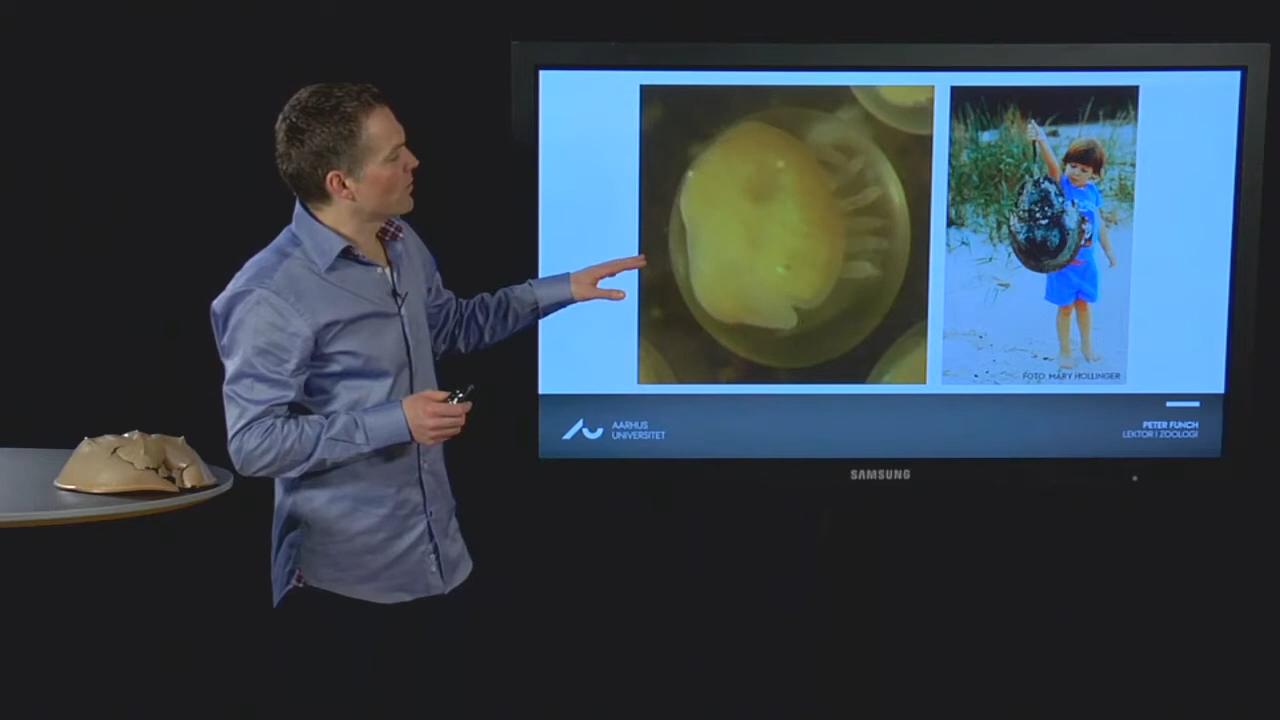 FOTO: MARY HOLLINGER
AARHUS
UNIVERSITET
PETER FUNCH
LEKTOR I ZOOLOGI
SAMSUNG